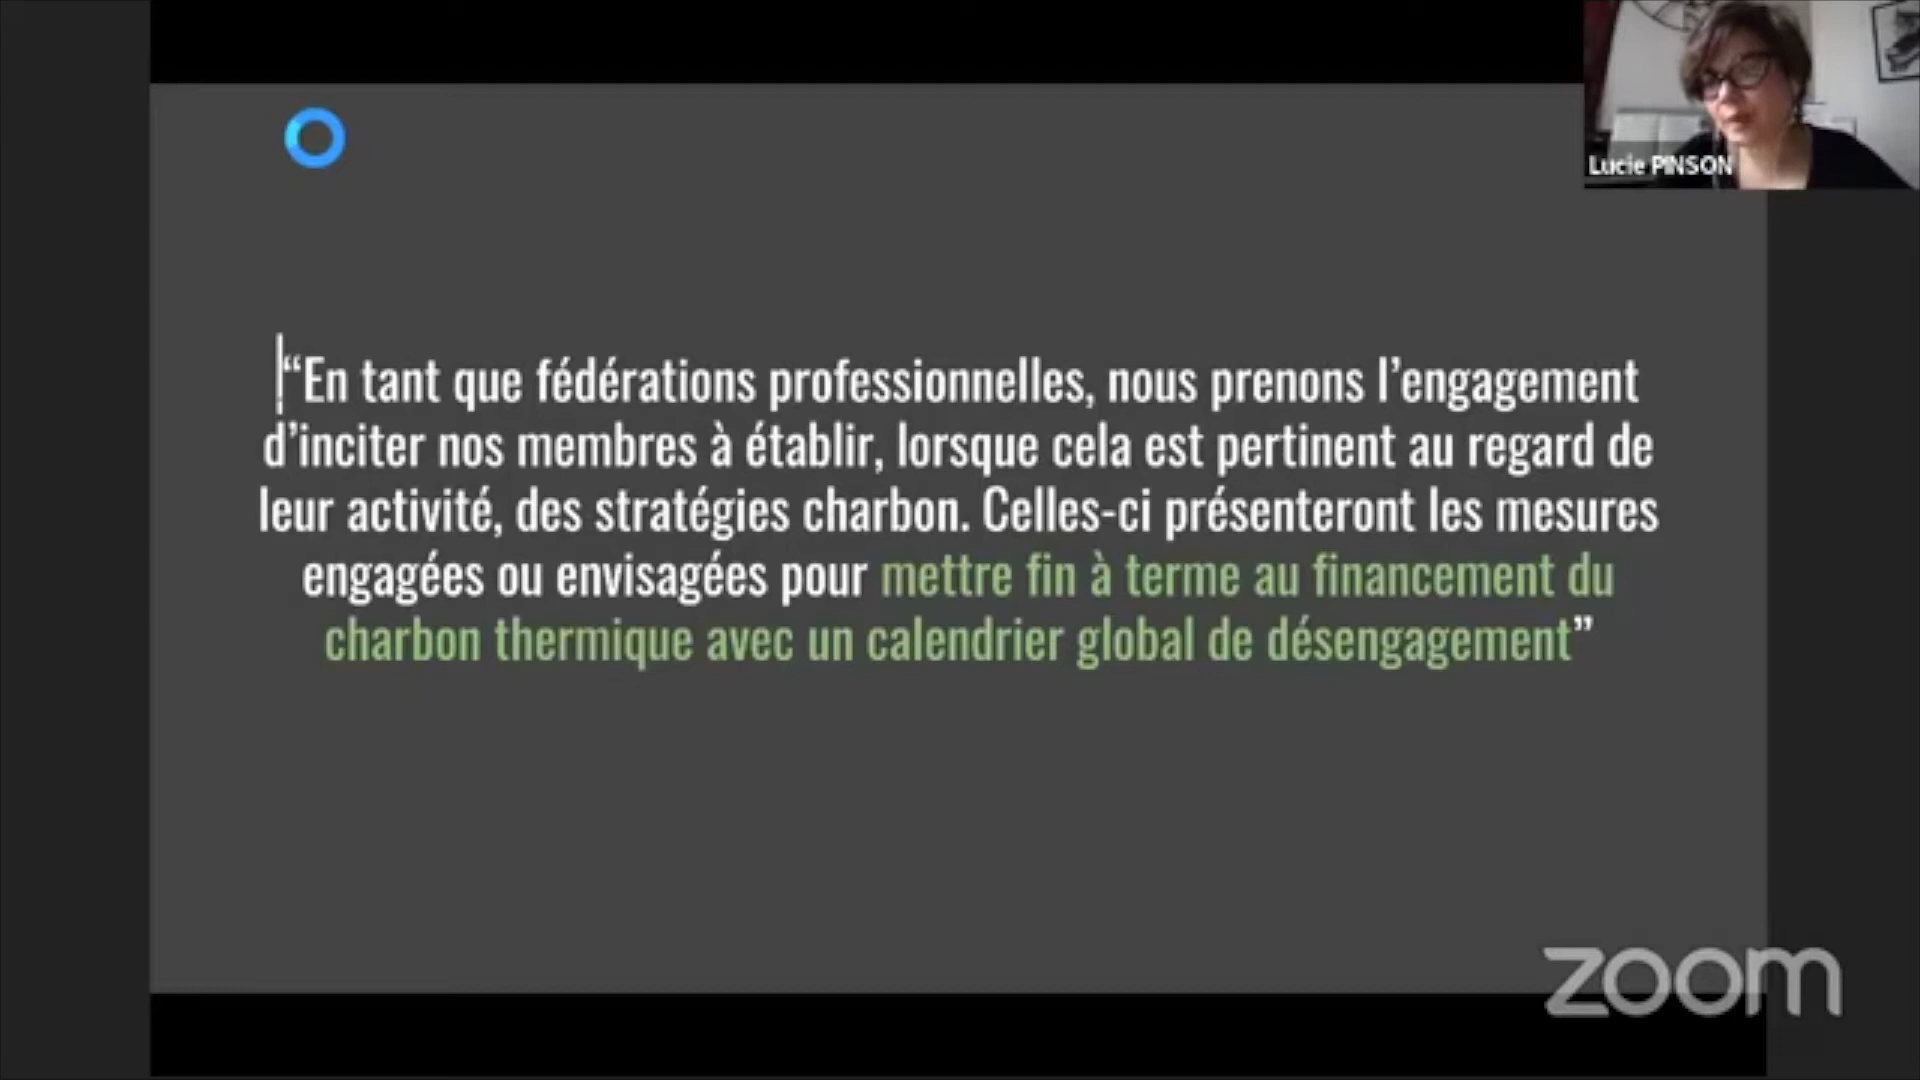 Lucie PINSON
“En tant que fédérations professionnelles, nous prenons l’engagement
d’inciter nos membres à établir, lorsque cela est pertinent au regard de
leur activité, des stratégies charbon. Celles-ci présenteront les mesures
engagées ou envisagées pour mettre fin à terme au financement du
charbon thermique avec un calendrier global de désengagement”
zoom